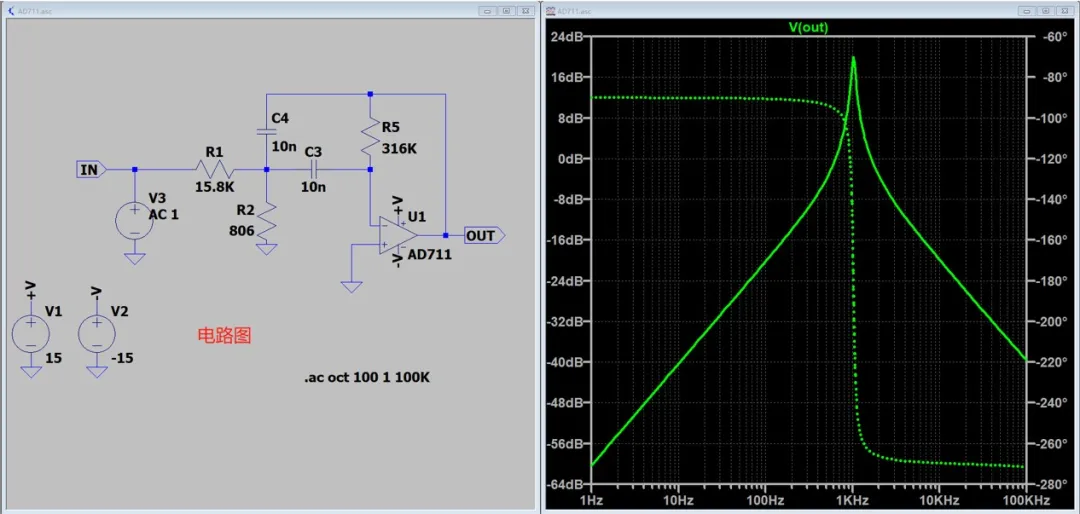 AD711.asc
C4
10n
R5
316K
C3
10n
R1
15.8K
IN
V3
AC 1
R2
806
+V
U1
OUT
AD711
-V
+V
V1
15
-V
V2
-15
电路图
.ac oct 100 1 100K
AD711.asc
V(out)
24dB
16dB
8dB
0dB
-8dB
-16dB
-24dB
-32dB
-40dB
-48dB
-56dB
-64dB
-60°
-80°
-100°
-120°
-140°
-160°
-180°
-200°
-220°
-240°
-260°
-280°
1Hz
10Hz
100Hz
1KHz
10KHz
100KHz